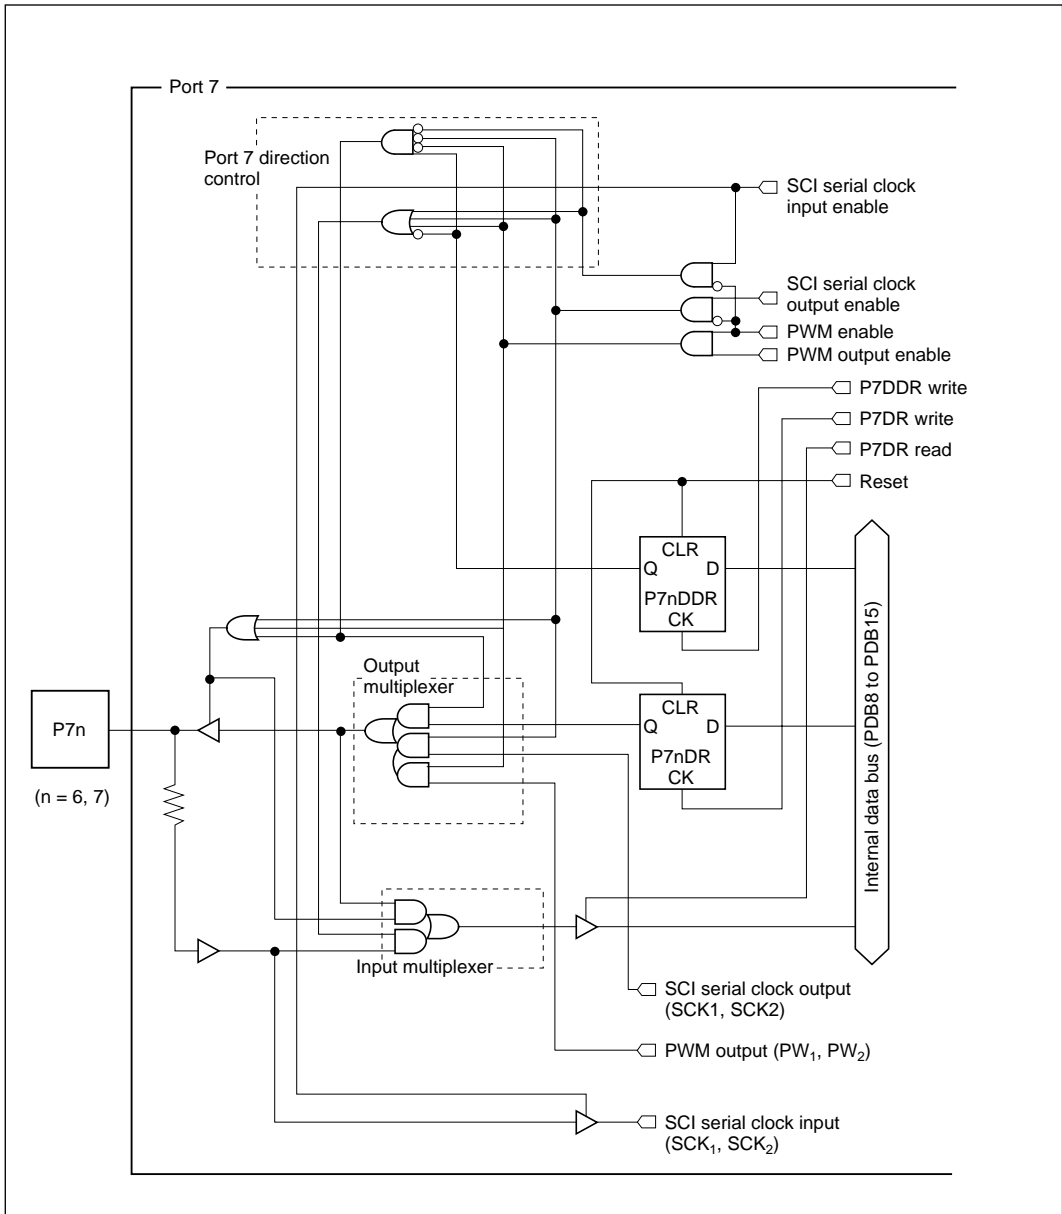 Port 7
Port 7 direction
control
SCI serial clock
input enable
SCI serial clock
output enable
PWM enable
PWM output enable
P7DDR write
P7DR write
P7DR read
Reset
CLR
Q D
P7nDDR
CK
Output
multiplexer
CLR
Q D
P7nDR
CK
P7n
(n = 6, 7)
Internal data bus (PDB8 to PDB15)
Input multiplexer
SCI serial clock output
(SCK1, SCK2)
PWM output (PW1, PW2)
SCI serial clock input
(SCK1, SCK2)